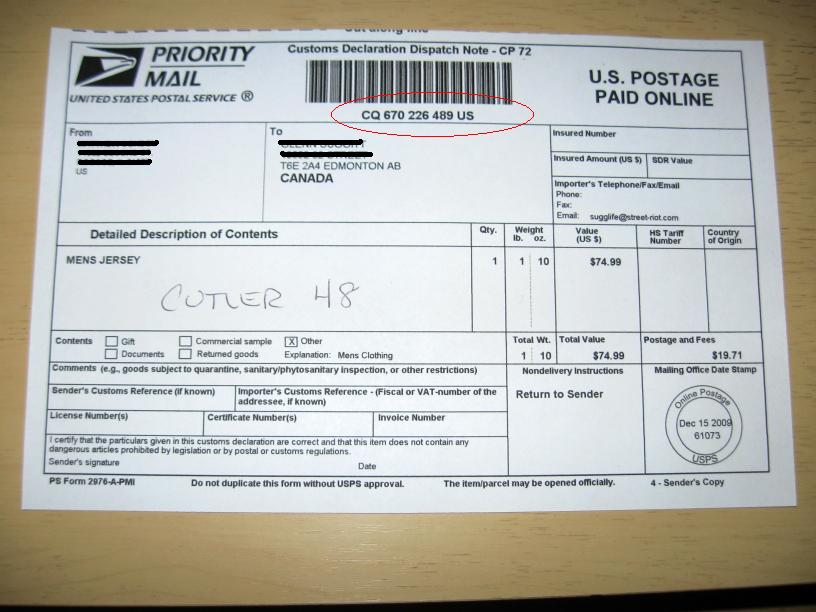 Cut along line
PRIORITY
MAIL
UNITED STATES POSTAL SERVICE ®
Customs Declaration Dispatch Note - CP 72
CQ 670 226 489 US
U.S. POSTAGE
PAID ONLINE
From
US
To
T6E 2A4 EDMONTON AB
CANADA
Insured Number
Insured Amount (US $) SDR Value
Importer's Telephone/Fax/Email
Phone:
Fax:
Email: sugglife@street-riot.com
Detailed Description of Contents
Qty.
Weight
lb. oz.
Value
(US $)
HS Tariff
Number
Country
of Origin
MENS JERSEY 1 1 10 $74.99
CUTLER 48
Contents Gift Commercial sample X Other
Documents Returned goods Explanation: Mens Clothing
Total Wt. Total Value Postage and Fees
1 10 $74.99 $19.71
Comments (e.g., goods subject to quarantine, sanitary/phytosanitary inspection, or other restrictions)
Nondelivery Instructions
Return to Sender
Mailing Office Date Stamp
Online Postage
Dec 15 2009
61073
USPS
Sender's Customs Reference (if known)
Importer's Customs Reference - (Fiscal or VAT-number of the
addressee, if known)
License Number(s) Certificate Number(s) Invoice Number
I certify that the particulars given in this customs declaration are correct and that this item does not contain any
dangerous articles prohibited by legislation or by postal or customs regulations.
Sender's signature Date
PS Form 2976-A-PMI Do not duplicate this form without USPS approval. The item/parcel may be opened officially. 4 - Sender's Copy